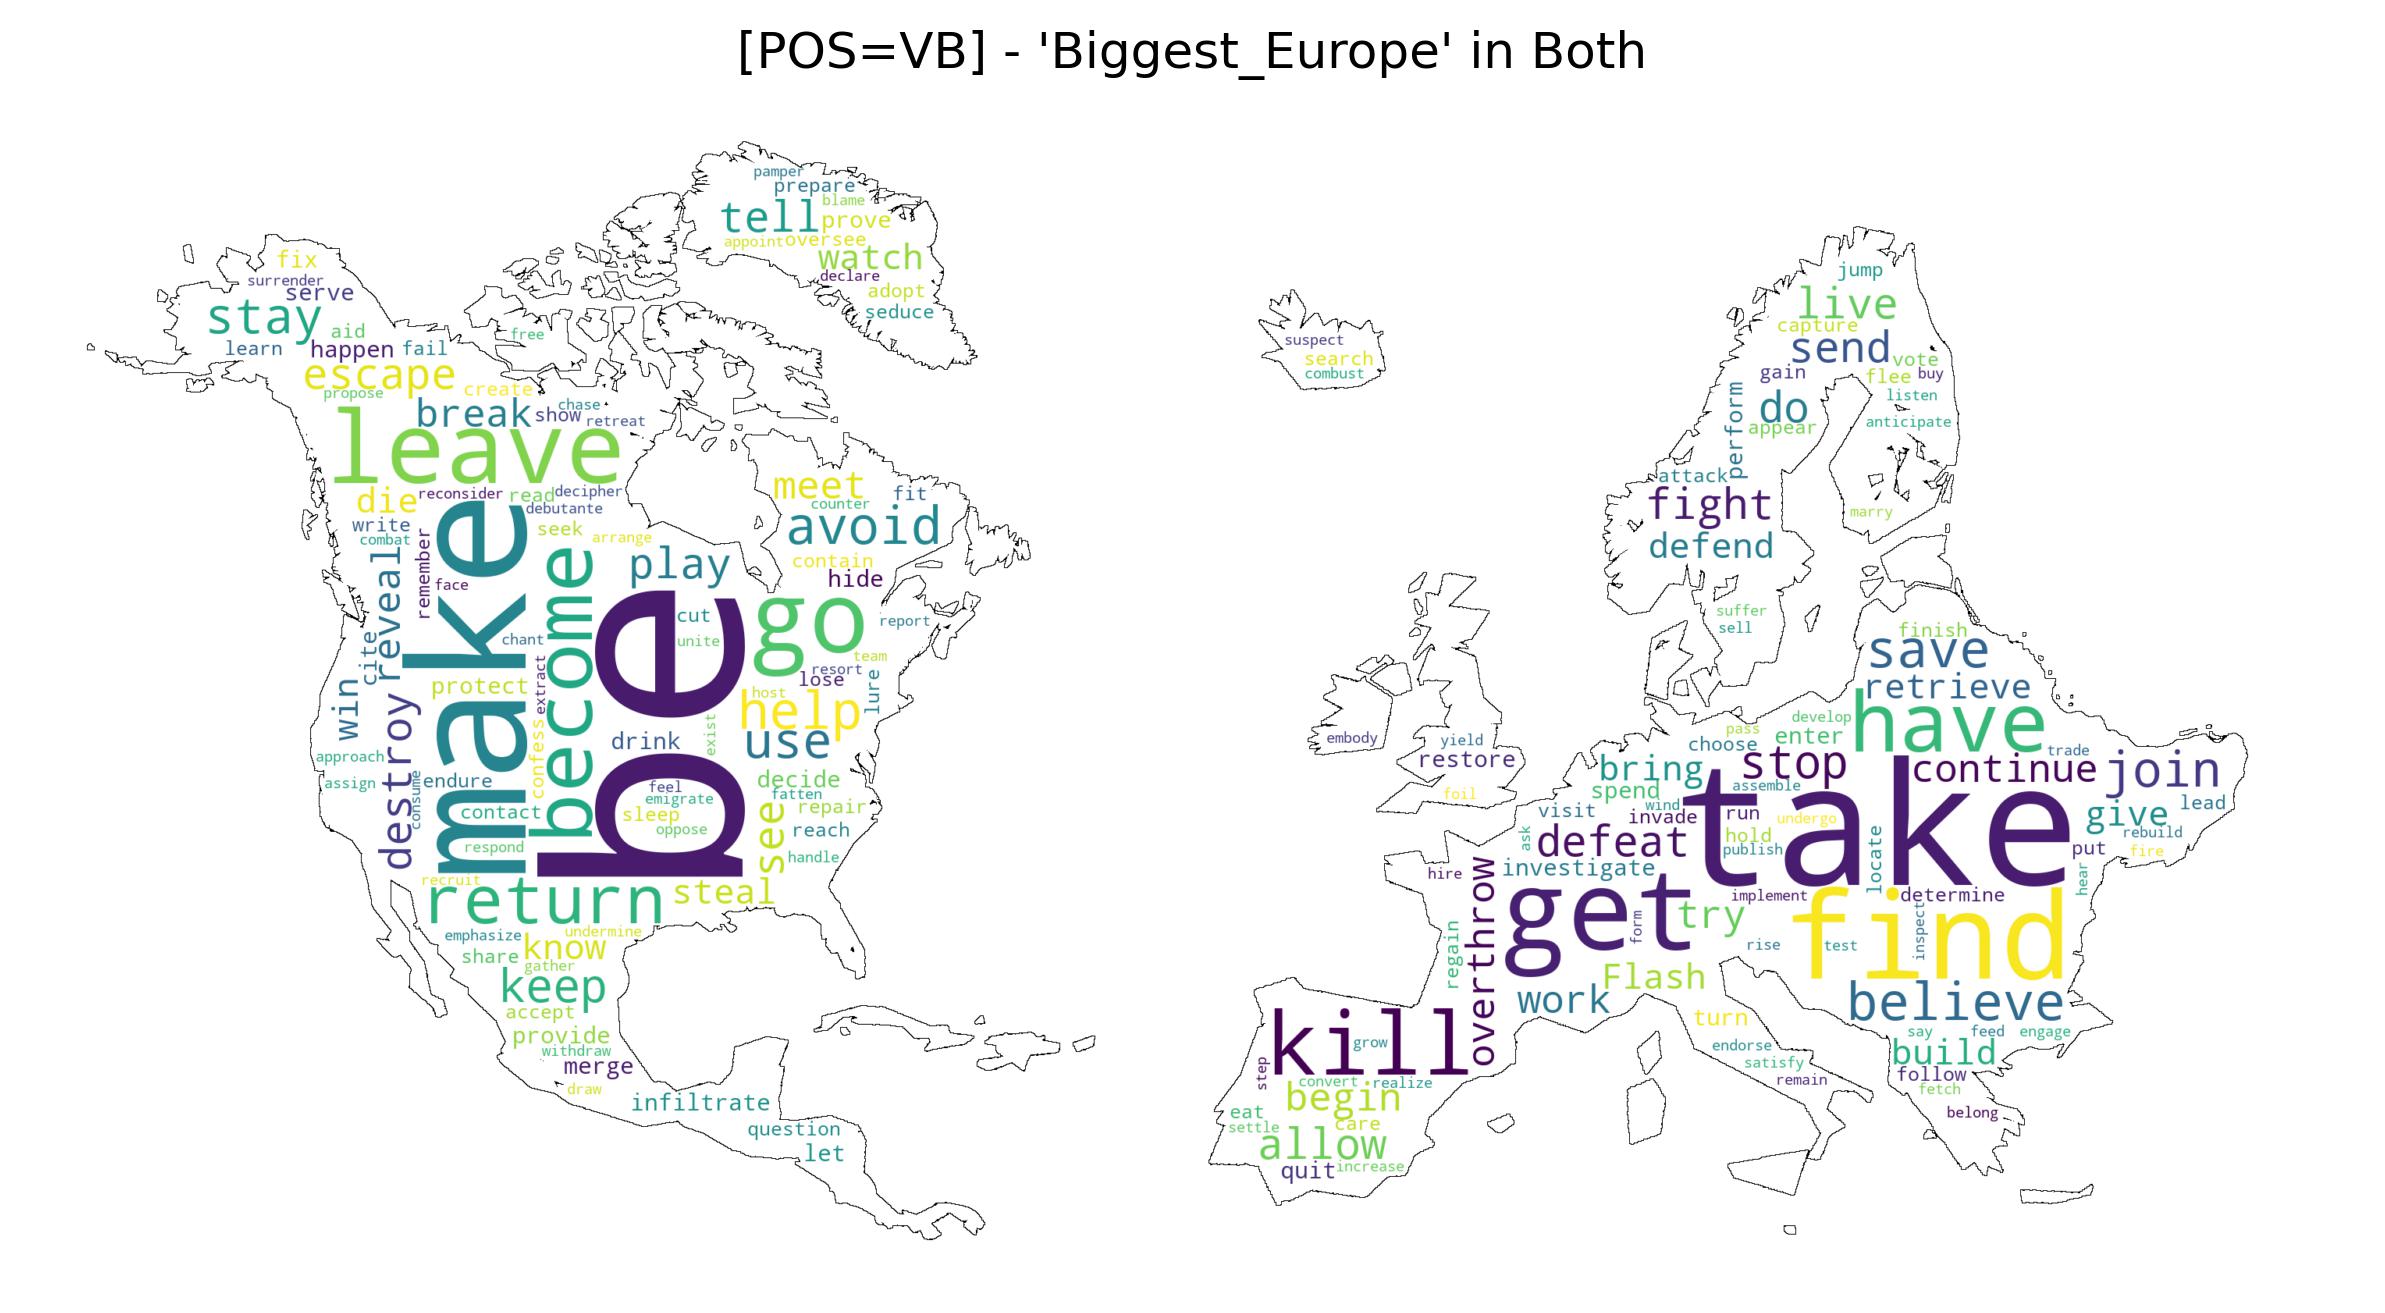 [POS=VB] - 'Biggest_Europe' in Both
pamper
prepare
blame
tell
prove
appoint
oversee
watch
declare
adopt
seduce
fix
surrender
serve
stay
aid
free
learn
happen
fail
escape
propose
create
chase
break
show
retreat
leave
die
reconsider
read
decipher
debutante
write
combat
seek
arrange
meet
counter
fit
avoid
contain
hide
play
make
become
reveal
remember
face
be
cut
unite
go
report
team
resort
lose
lure
host
help
use
cite
win
chant
extract
protect
confess
destroy
approach
assign
consume
endure
contact
respond
recruit
drink
exist
feel
emigrate
sleep
oppose
decide
fatten
repair
see
reach
handle
return
steal
emphasize
know
undermine
share
gather
keep
accept
provide
withdraw
merge
draw
infiltrate
question
let
suspect
search
combust
jump
live
capture
send
vote
gain
flee
buy
do
listen
perform
appear
anticipate
attack
fight
marry
defend
suffer
sell
embody
yield
restore
foil
finish
save
retrieve
have
develop
pass
enter
choose
stop
continue
trade
join
bring
spend
assemble
take
give
lead
rebuild
visit
wind
invade
run
undergo
ask
defeat
hold
publish
locate
put
fire
hear
investigate
hire
overthrow
get
try
implement
determine
form
find
rise
test
inspect
regain
Flash
work
believe
turn
say
feed
engage
endorse
satisfy
remain
build
follow
fetch
belong
kill
grow
step
convert
realize
begin
eat
care
settle
allow
quit
increase